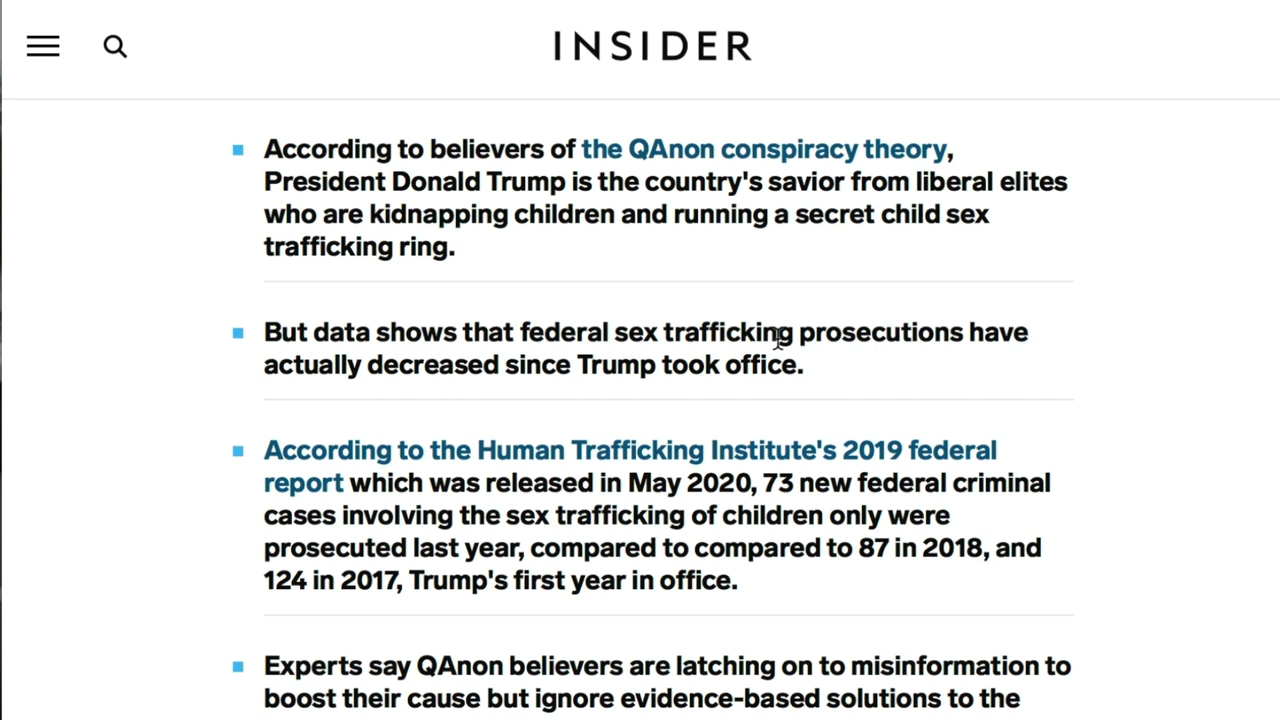 INSIDER
According to believers of the QAnon conspiracy theory,
President Donald Trump is the country's savior from liberal elites
who are kidnapping children and running a secret child sex
trafficking ring.
But data shows that federal sex trafficking prosecutions have
actually decreased since Trump took office.
According to the Human Trafficking Institute's 2019 federal
report which was released in May 2020, 73 new federal criminal
cases involving the sex trafficking of children only were
prosecuted last year, compared to compared to 87 in 2018, and
124 in 2017, Trump's first year in office.
Experts say QAnon believers are latching on to misinformation to
boost their cause but ignore evidence-based solutions to the